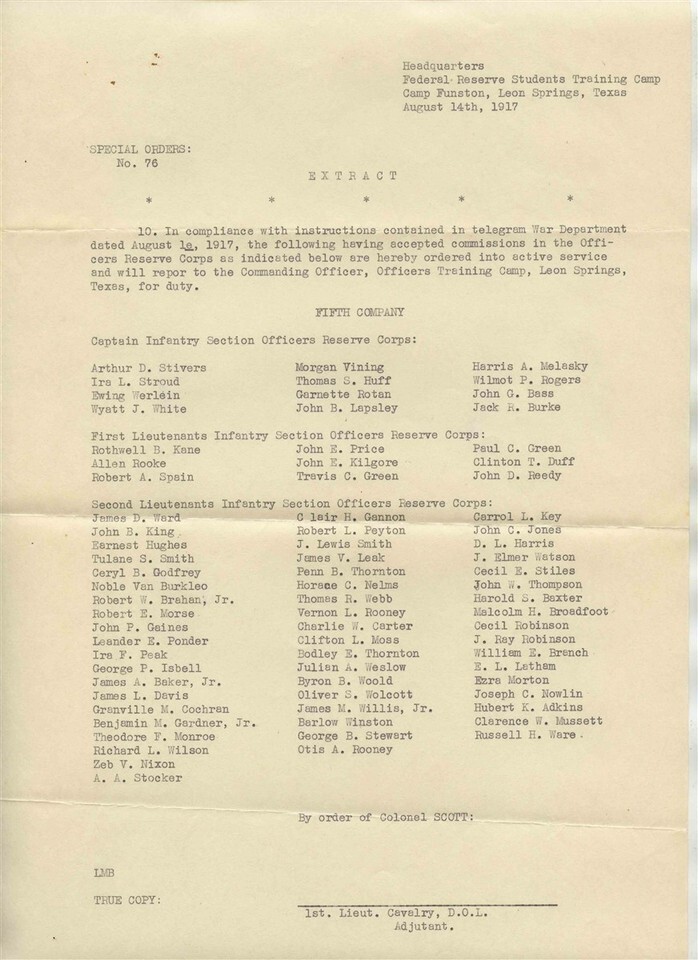 Headquarters
Federal Reserve Students Training Camp
Camp Funston, Leon Springs, Texas
August 14th, 1917
SPECIAL ORDERS:
No. 76
E X T R A C T
* * * * *
10. In compliance with instructions contained in telegram War Department
dated August 1e, 1917, the following having accepted commissions in the Offi-
cers Reserve Corps as indicated below are hereby ordered into active service
and will repor to the Commanding Officer, Officers Training Camp, Leon Springs,
Texas, for duty.
FIFTH COMPANY
Captain Infantry Section Officers Reserve Corps:
Arthur D. Stivers Morgan Vining Harris A. Melasky
Ira L. Stroud Thomas S. Huff Wilmot P. Rogers
Ewing Werlein Garnette Rotan John G. Bass
Wyatt J. White John B. Lapsley Jack R. Burke
First Lieutenants Infantry Section Officers Reserve Corps:
Rothwell B. Kane John E. Price Paul C. Green
Allen Rooke John E. Kilgore Clinton T. Duff
Robert A. Spain Travis C. Green John D. Reedy
Second Lieutenants Infantry Section Officers Reserve Corps:
James D. Ward C lair H. Gannon Carrol L. Key
John B. King Robert L. Peyton John C. Jones
Earnest Hughes J. Lewis Smith D. L. Harris
Tulane S. Smith James V. Leak J. Elmer Watson
Ceryl B. Godfrey Penn B. Thornton Cecil E. Stiles
Noble Van Burkleo Horace C. Nelms John W. Thompson
Robert W. Brahan, Jr. Thomas R. Webb Harold S. Baxter
Robert E. Morse Vernon L. Rooney Malcolm H. Broadfoot
John P. Gaines Charlie W. Carter Cecil Robinson
Leander E. Ponder Clifton L. Moss J. Ray Robinson
Ira F. Peak Bodley E. Thornton William E. Branch
George P. Isbell Julian A. Weslow E. L. Latham
James A. Baker, Jr. Byron B. Woold Ezra Morton
James L. Davis Oliver S. Wolcott Joseph C. Nowlin
Granville M. Cochran James M. Willis, Jr. Hubert K. Adkins
Benjamin M. Gardner, Jr. Barlow Winston Clarence W. Mussett
Theodore F. Monroe George B. Stewart Russell H. Ware.
Richard L. Wilson Otis A. Rooney
Zeb V. Nixon
A. A. Stocker
By order of Colonel SCOTT:
LMB
TRUE COPY:
1st. Lieut. Cavalry, D.O.L.
Adjutant.